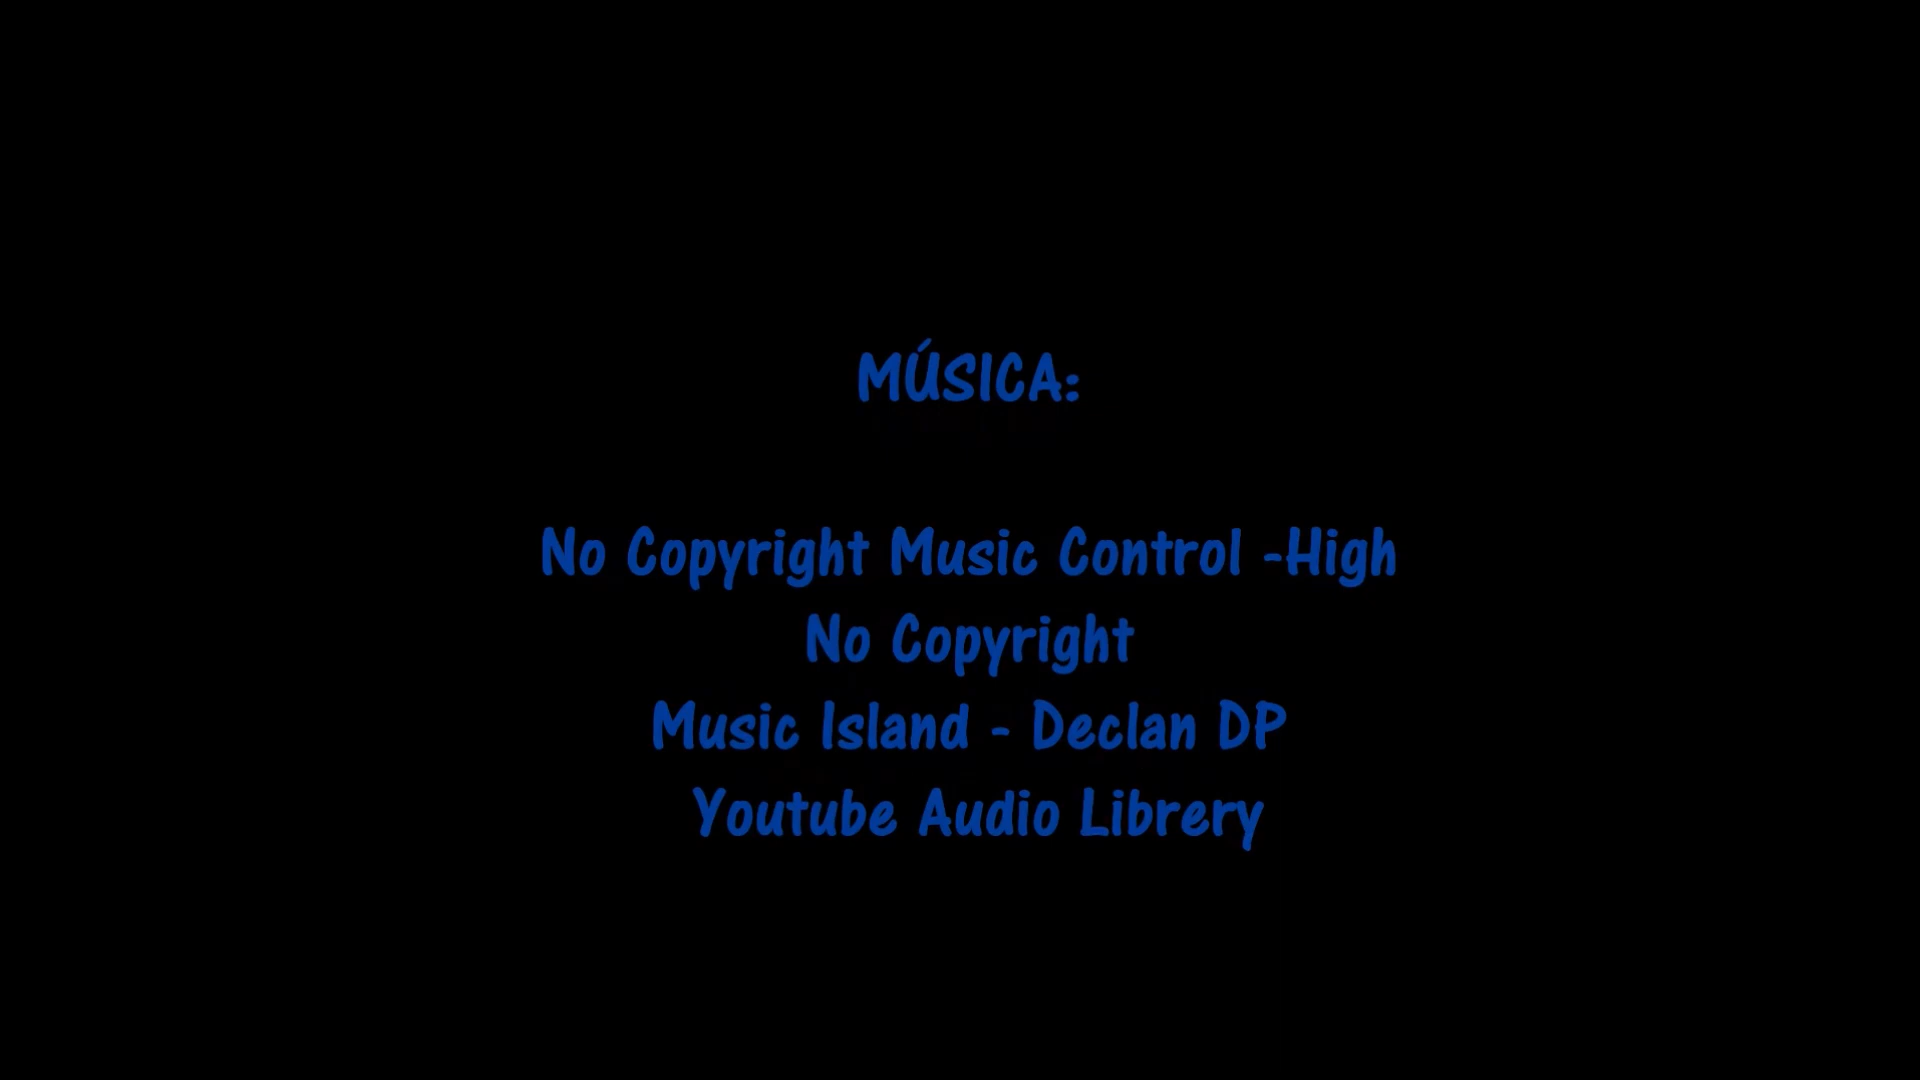 MÚSICA:
No Copyright Music Control -High
No Copyright
Music Island - Declan DP
Youtube Audio Librery